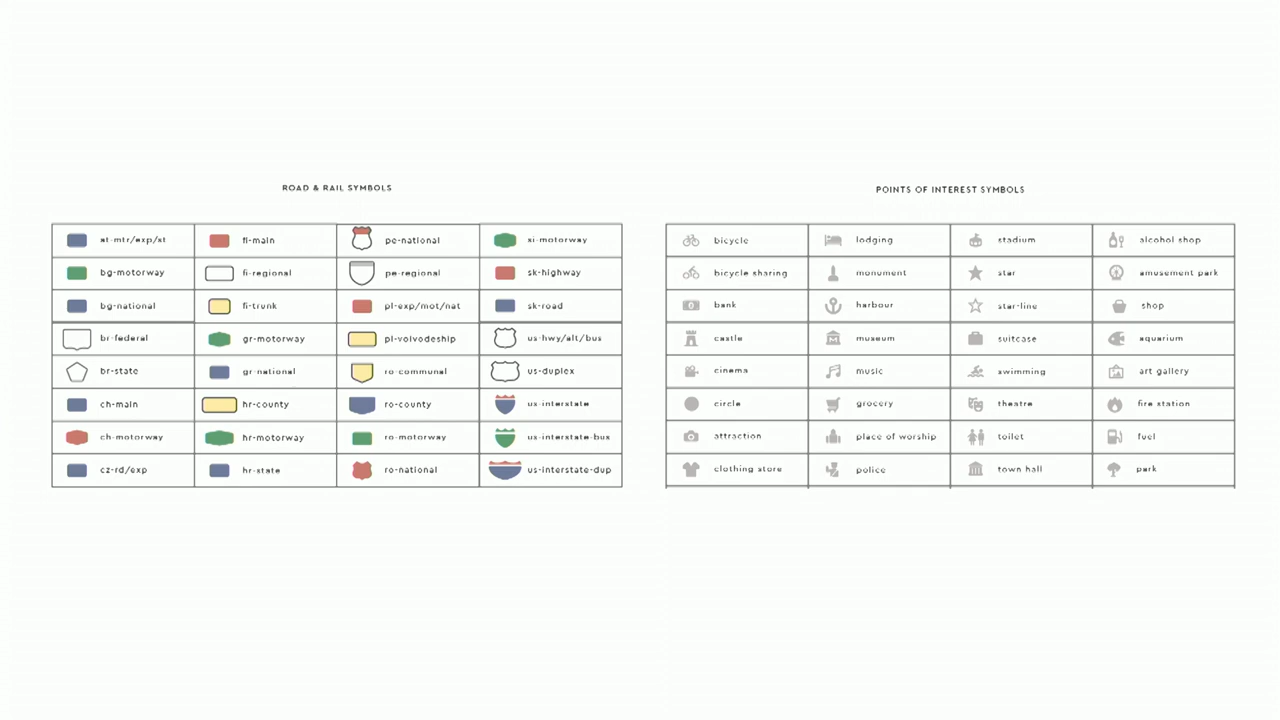 ROAD & RAIL SYMBOLS
at-mtr/exp/st fi-main pe-national si-motorway
bg-motorway fi-regional pe-regional sk-highway
bg-national fi-trunk pl-exp/mot/nat sk-road
br-federal gr-motorway pl-voivodeship us-hwy/alt/bus
br-state gr-national ro-communal us-duplex
ch-main hr-county ro-county us-interstate
ch-motorway hr-motorway ro-motorway us-interstate-bus
cz-rd/exp hr-state ro-national us-interstate-dup
POINTS OF INTEREST SYMBOLS
bicycle lodging stadium alcohol shop
bicycle sharing monument star amusement park
bank harbour star-line shop
castle museum suitcase aquarium
cinema music swimming art gallery
circle grocery theatre fire station
attraction place of worship toilet fuel
clothing store police town hall park